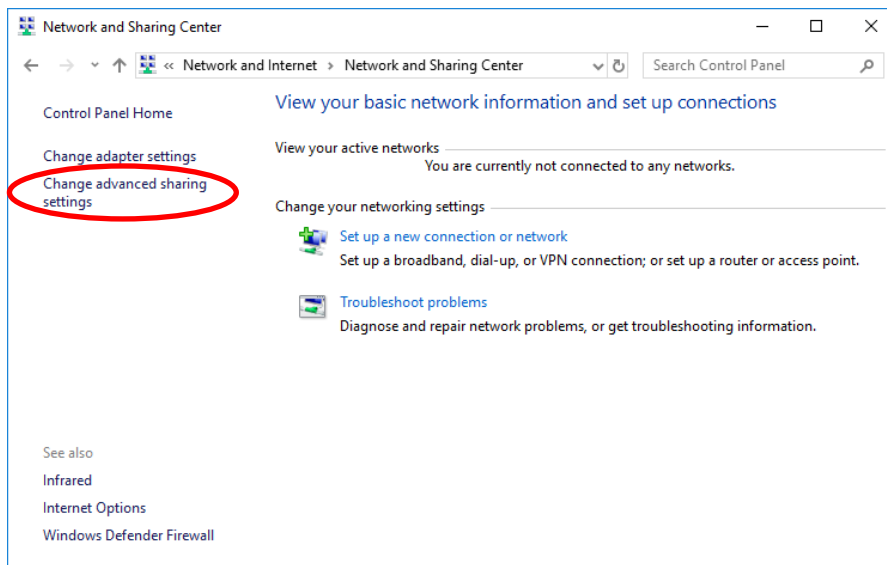 Network and Sharing Center
« Network and Internet › Network and Sharing Center
Search Control Panel
Control Panel Home
Change adapter settings
Change advanced sharing
settings
View your basic network information and set up connections
View your active networks
You are currently not connected to any networks.
Change your networking settings
Set up a new connection or network
Set up a broadband, dial-up, or VPN connection; or set up a router or access point.
Troubleshoot problems
Diagnose and repair network problems, or get troubleshooting information.
See also
Infrared
Internet Options
Windows Defender Firewall